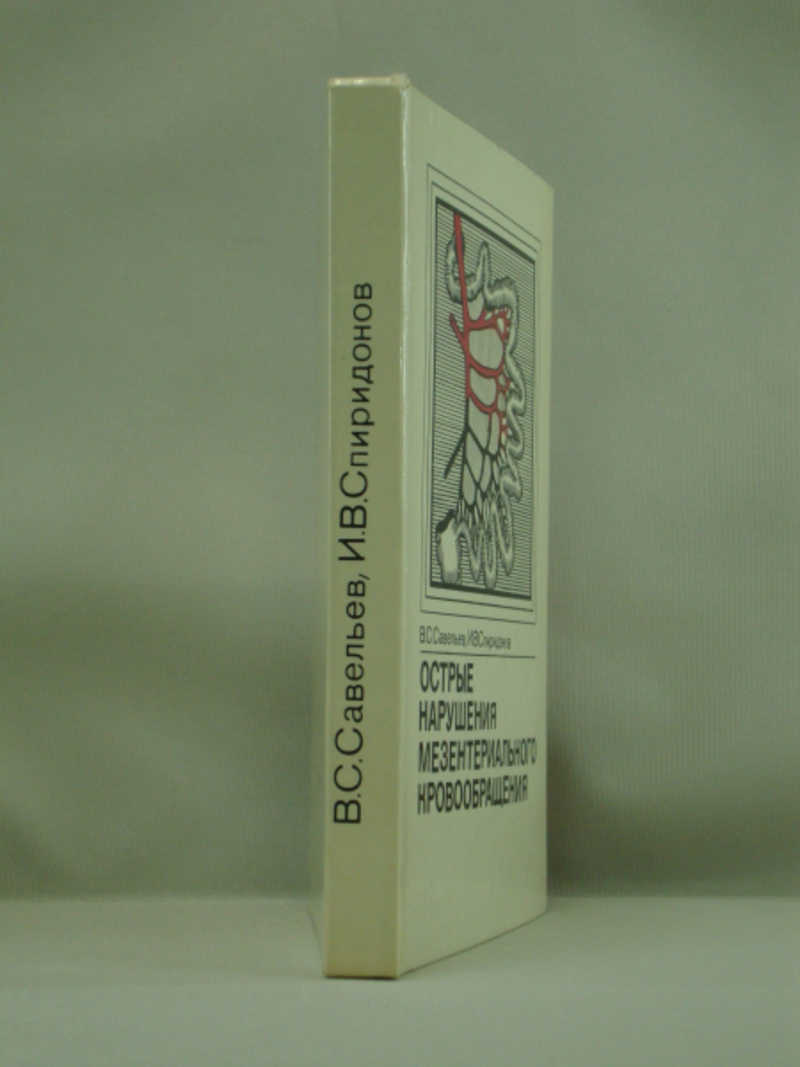 В.С.Савельев, И.В.Спиридонов
В.С.Савельев, И.В.Спиридонов
ОСТРЫЕ
НАРУШЕНИЯ
МЕЗЕНТЕРИАЛЬНОГО
КРОВООБРАЩЕНИЯ